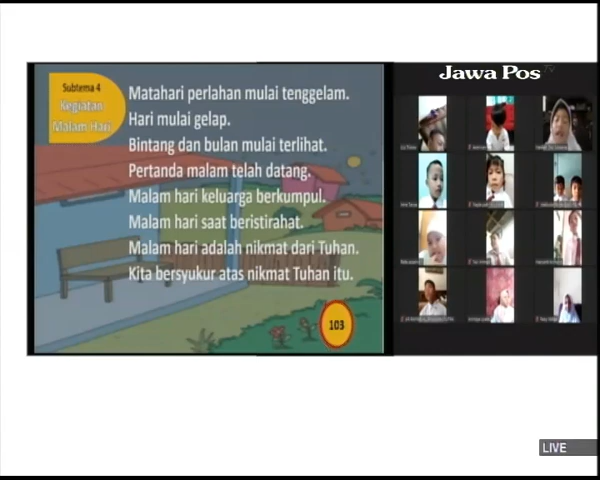 Jawa Pos TV
Subtema 4
Kegiatan
Malam Hari
Matahari perlahan mulai tenggelam.
Hari mulai gelap.
Bintang dan bulan mulai terlihat.
Pertanda malam telah datang.
Malam hari keluarga berkumpul.
Malam hari saat beristirahat.
Malam hari adalah nikmat dari Tuhan.
Kita bersyukur atas nikmat Tuhan itu.
103
LIVE